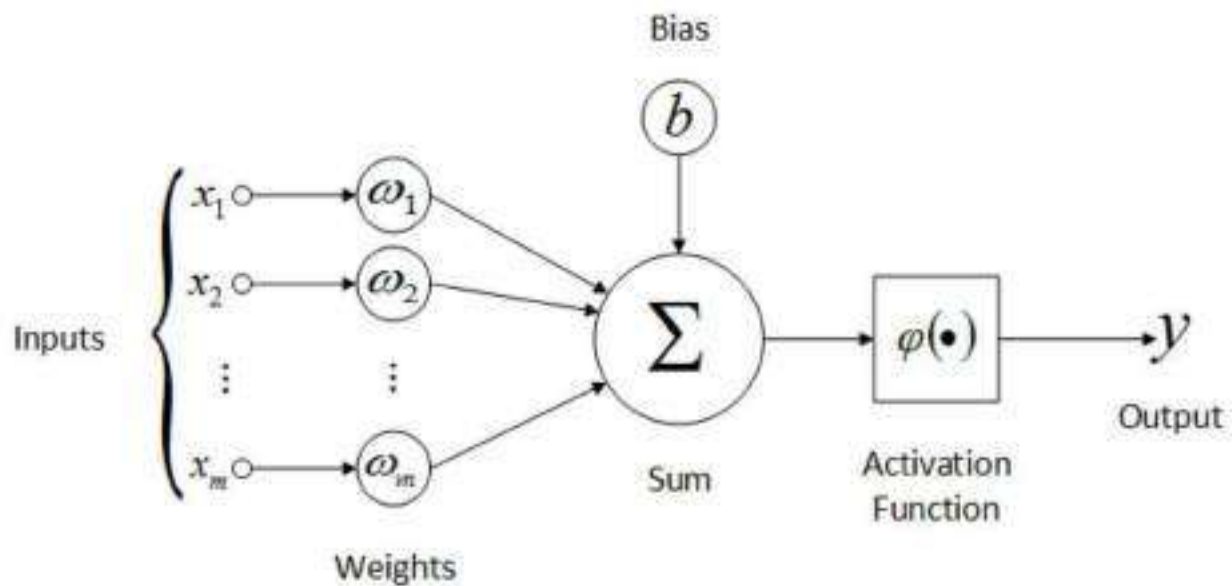 Bias
b
x₁ ω₁
x₂ ω₂
Inputs
⋮ ⋮
Σ
φ(•)
y
Output
xₘ ωₘ
Sum
Activation
Function
Weights